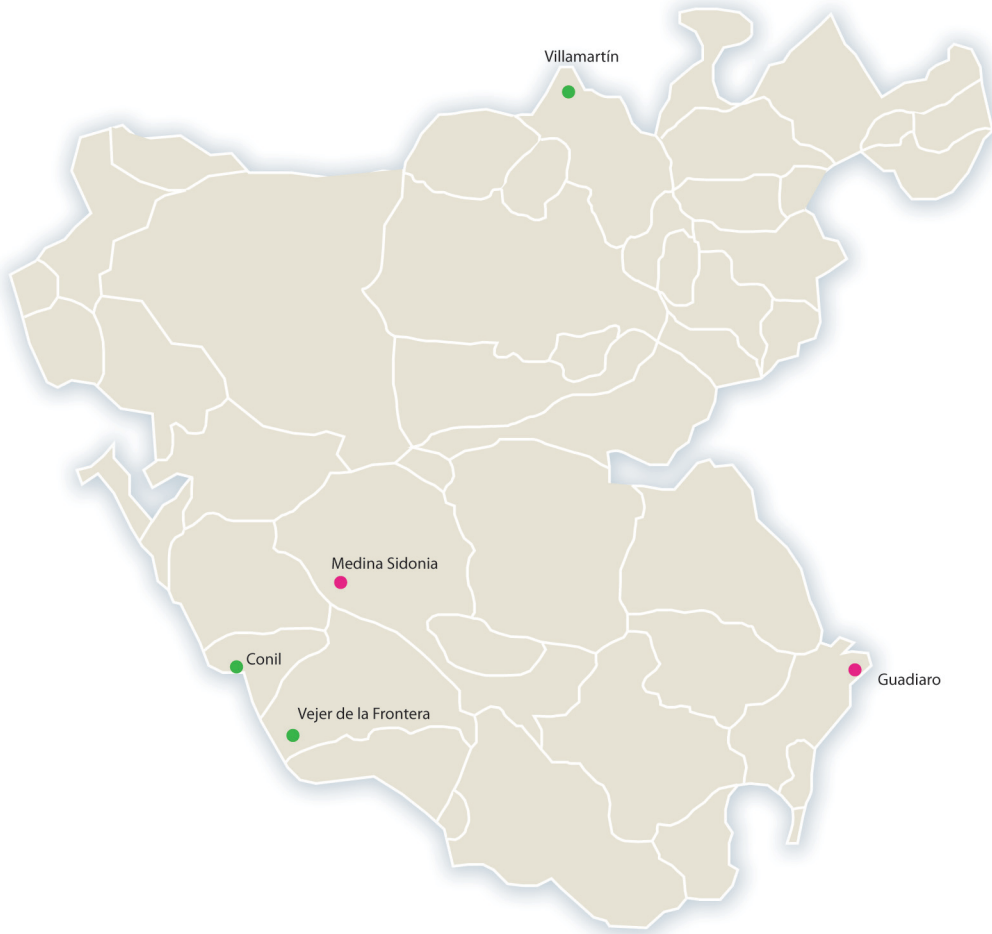 Villamartín
Medina Sidonia
Conil
Guadiaro
Vejer de la Frontera